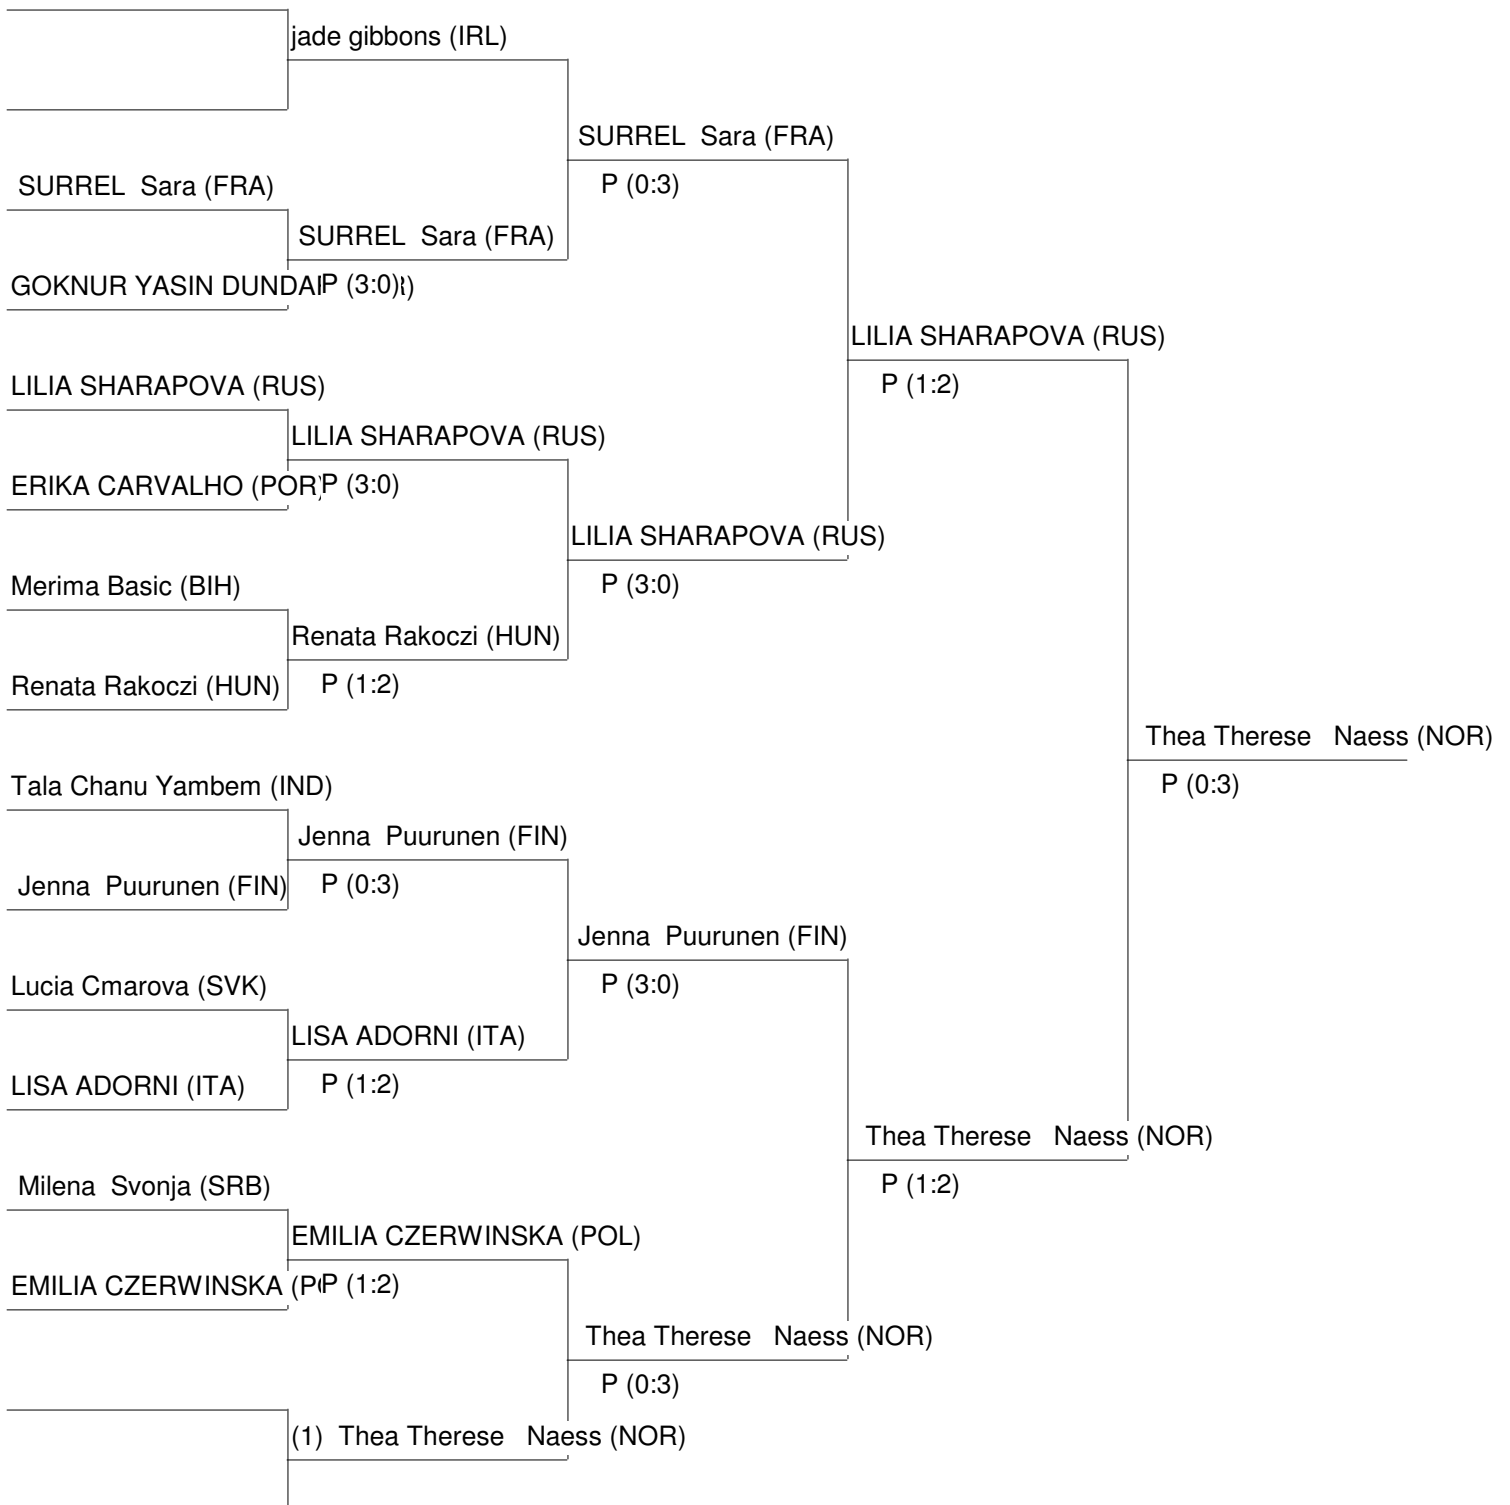 jade gibbons (IRL)
SURREL Sara (FRA)
P (0:3)
SURREL Sara (FRA)
SURREL Sara (FRA)
GOKNUR YASIN P (3:0)
LILIA SHARAPOVA (RUS)
P (1:2)
LILIA SHARAPOVA (RUS)
LILIA SHARAPOVA (RUS)
ERIKA CARVALHO (POR) P (3:0)
LILIA SHARAPOVA (RUS)
P (3:0)
Merima Basic (BIH)
Renata Rakoczi (HUN)
Renata Rakoczi (HUN) P (1:2)
Thea Therese Naess (NOR)
P (0:3)
Tala Chanu Yambem (IND)
Jenna Puurunen (FIN)
Jenna Puurunen (FIN) P (0:3)
Jenna Puurunen (FIN)
P (3:0)
Lucia Cmarova (SVK)
LISA ADORNI (ITA)
LISA ADORNI (ITA) P (1:2)
Thea Therese Naess (NOR)
P (1:2)
Milena Svonja (SRB)
EMILIA CZERWINSKA (POL)
EMILIA CZERWINSKA P (1:2)
Thea Therese Naess (NOR)
P (0:3)
(1) Thea Therese Naess (NOR)